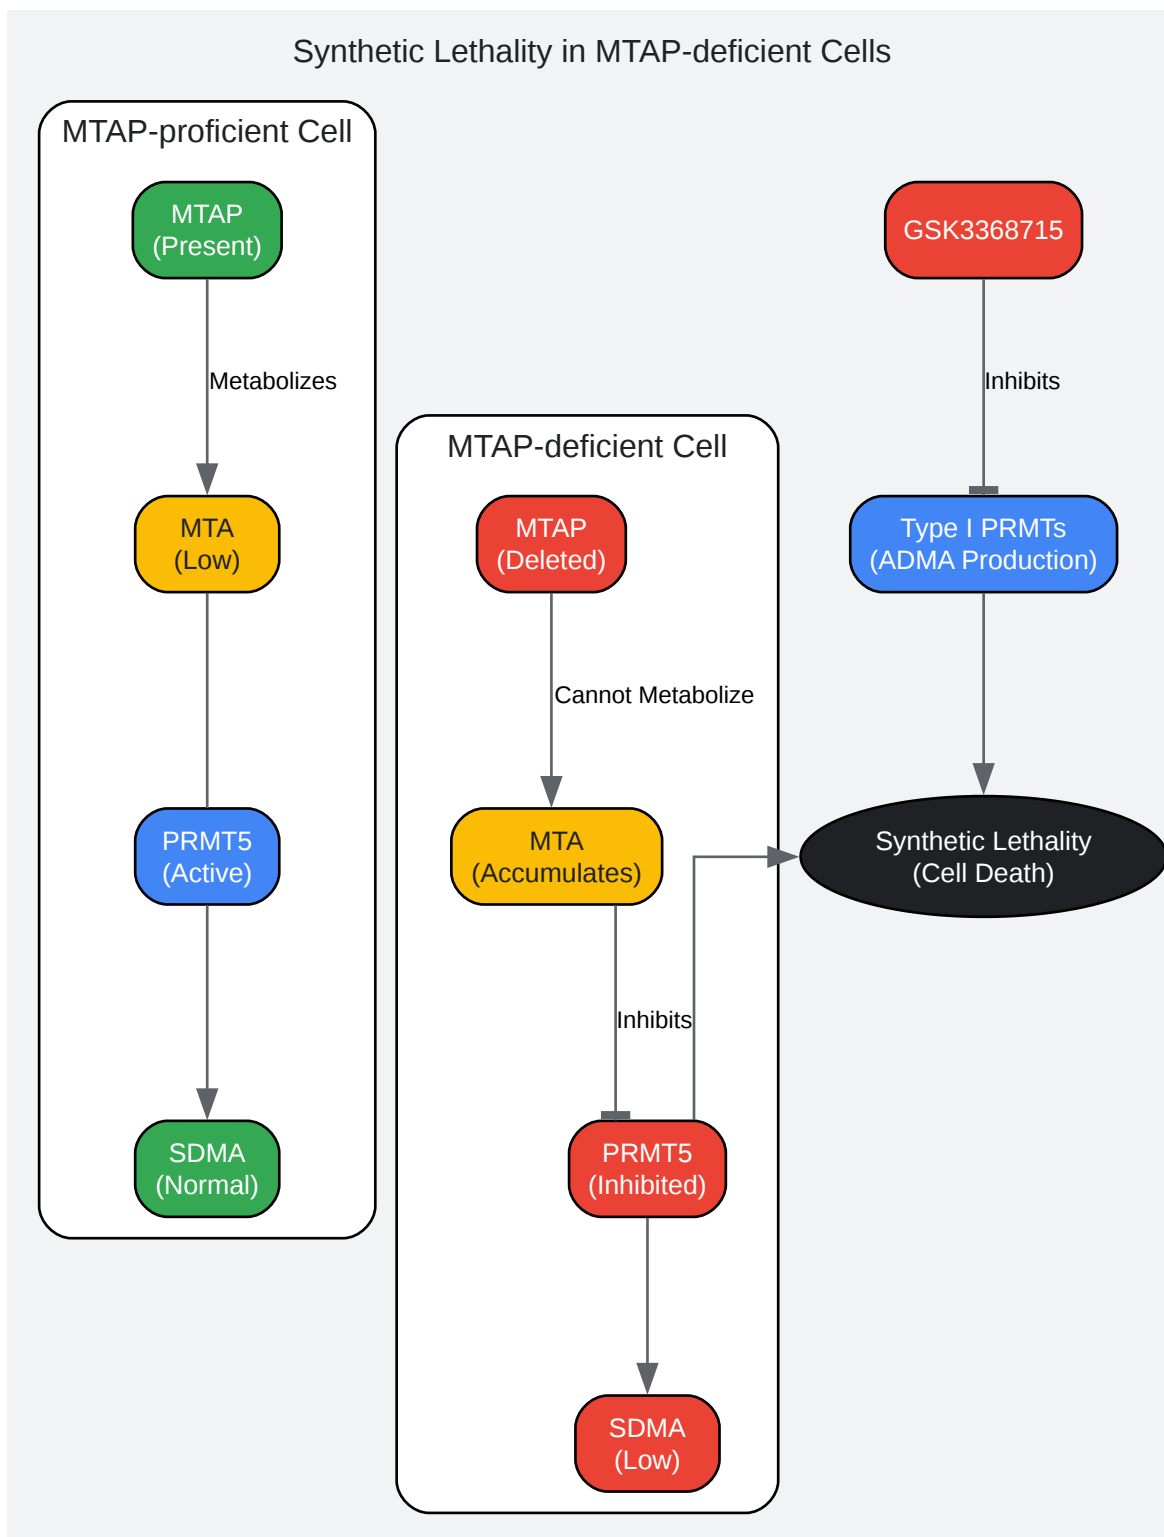 Synthetic Lethality in MTAP-deficient Cells
MTAP-proficient Cell
MTAP
(Present)
Metabolizes
MTA
(Low)
PRMT5
(Active)
SDMA
(Normal)
MTAP-deficient Cell
MTAP
(Deleted)
Cannot Metabolize
MTA
(Accumulates)
Inhibits
PRMT5
(Inhibited)
SDMA
(Low)
GSK3368715
Inhibits
Type I PRMTs
(ADMA Production)
Synthetic Lethality
(Cell Death)